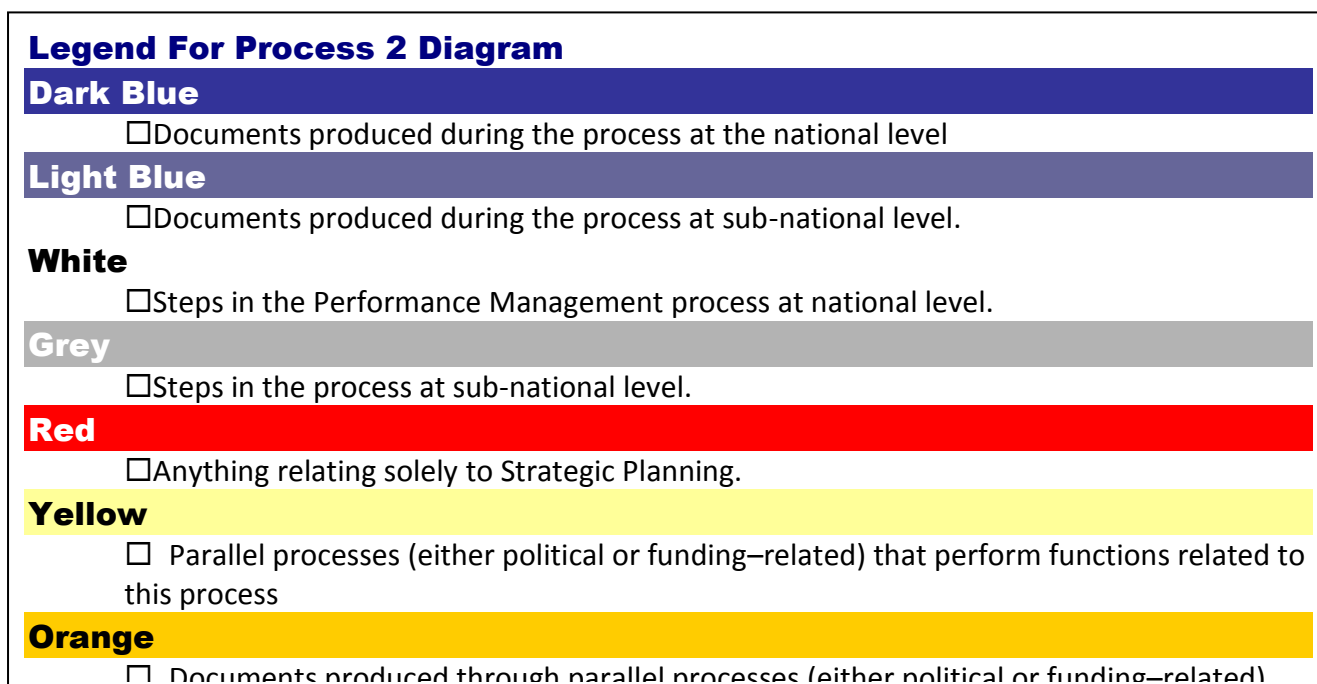 Legend For Process 2 Diagram
Dark Blue
☐Documents produced during the process at the national level
Light Blue
☐Documents produced during the process at sub-national level.
White
☐Steps in the Performance Management process at national level.
Grey
☐Steps in the process at sub-national level.
Red
☐Anything relating solely to Strategic Planning.
Yellow
☐ Parallel processes (either political or funding–related) that perform functions related to
this process
Orange
☐ Documents produced through parallel processes (either political or funding–related)